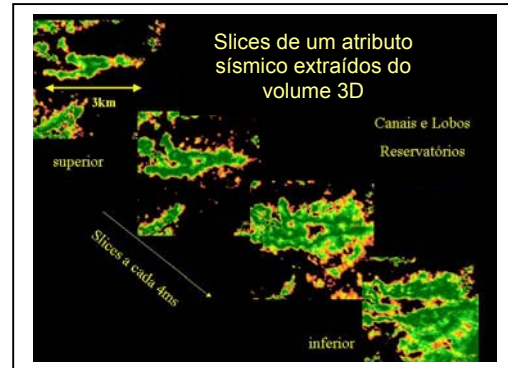 Slices de um atributo
sísmico extraídos do
volume 3D
3km
Canais e Lobos
Reservatórios
superior
Slices a cada 4ms
inferior